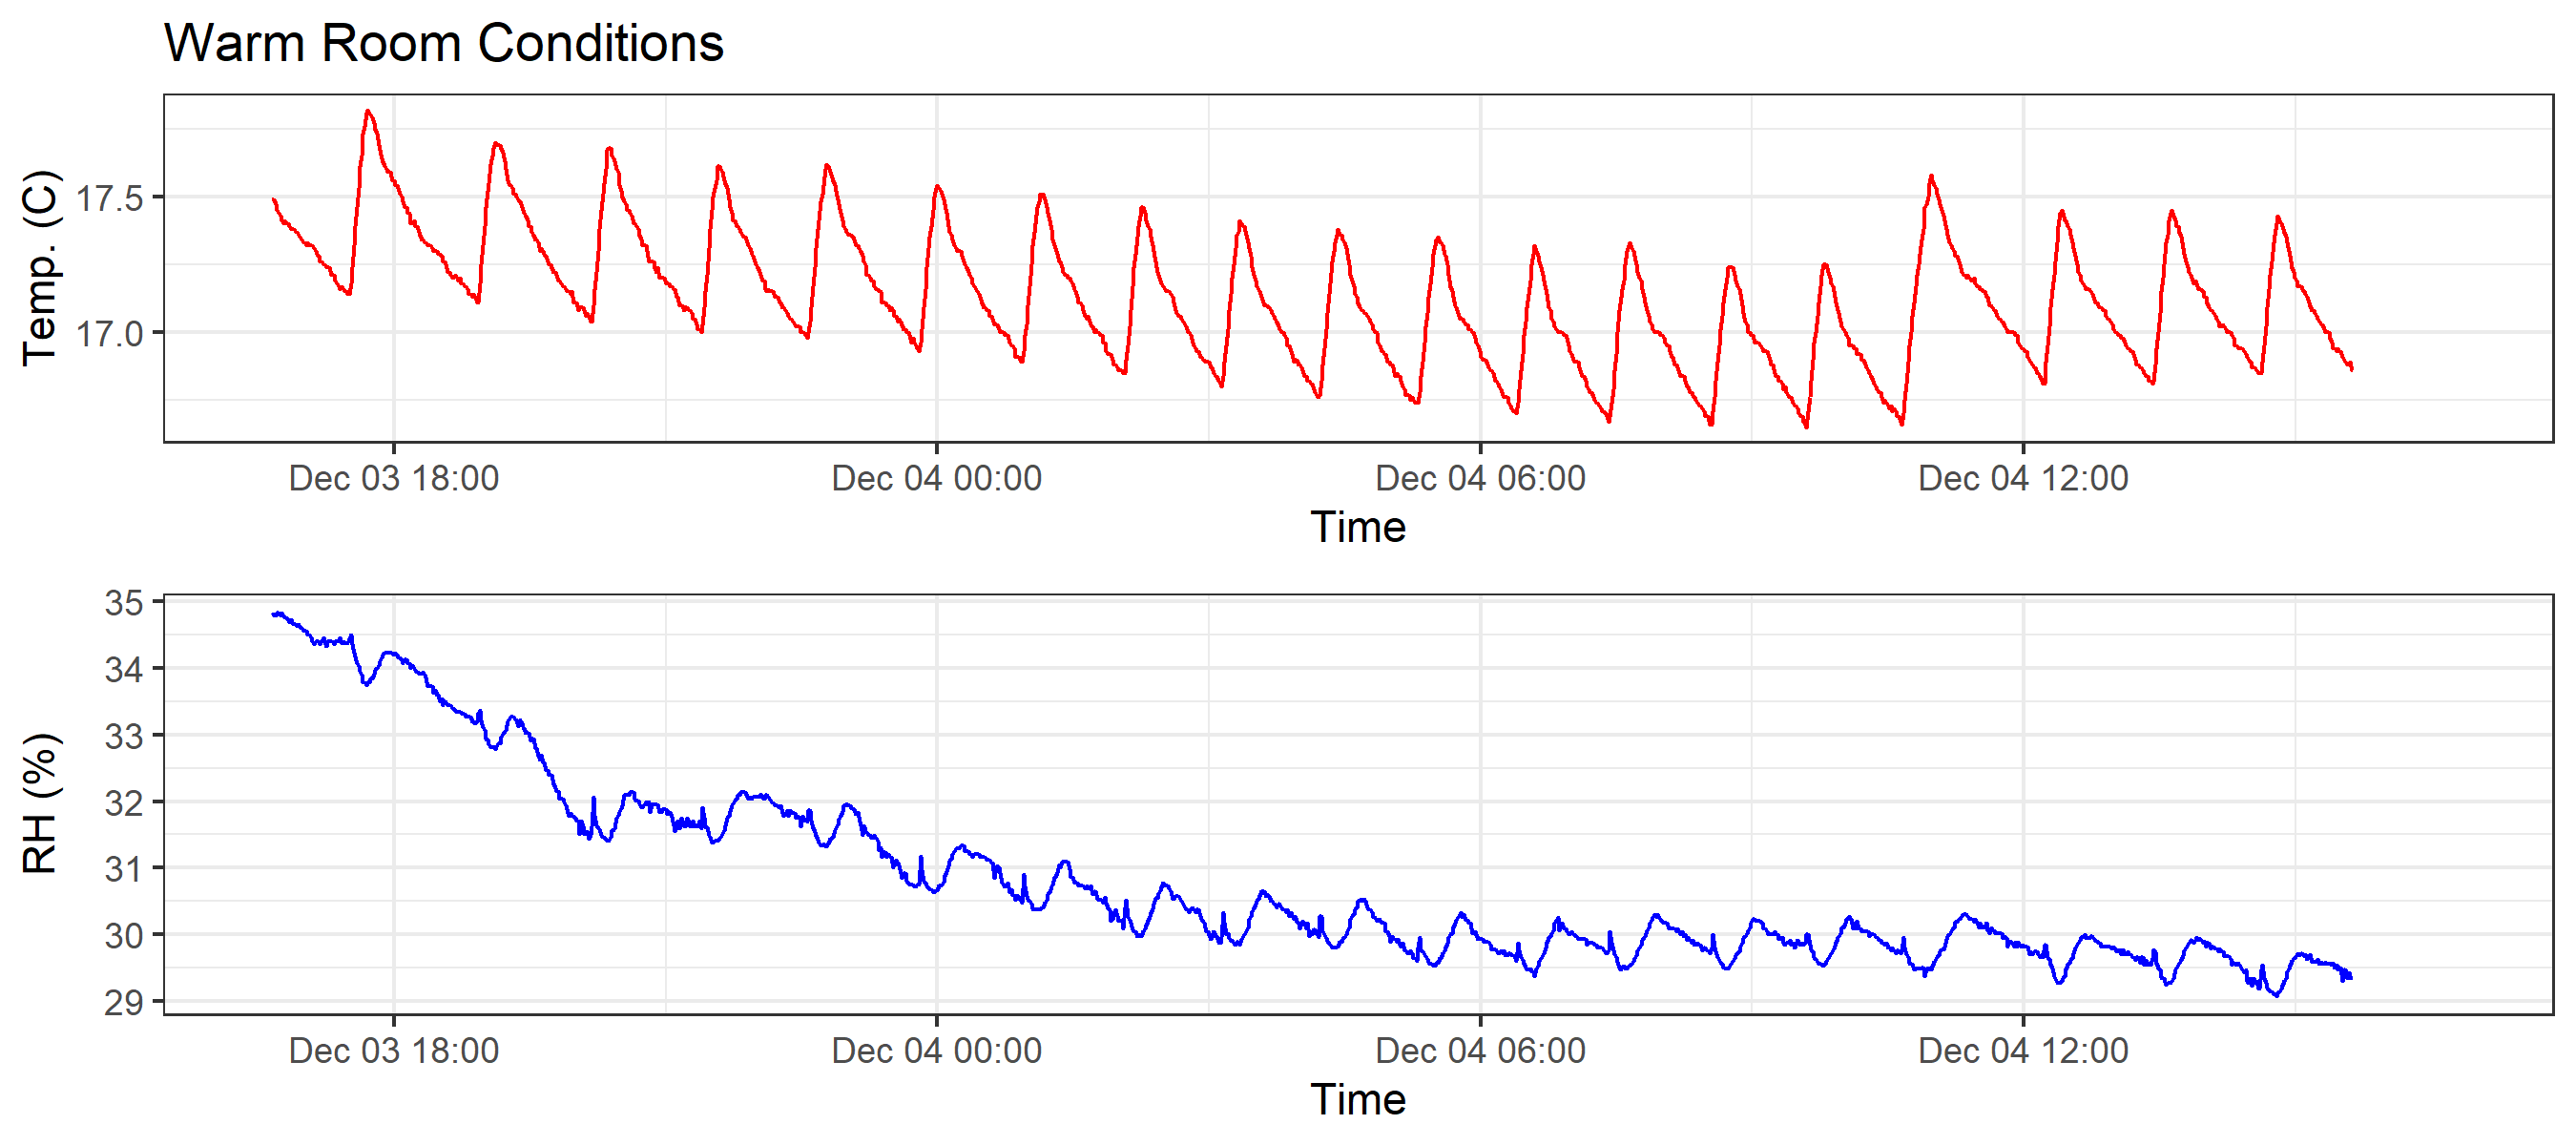 Warm Room Conditions
Temp. (C)
17.5
17.0
Dec 03 18:00 Dec 04 00:00 Dec 04 06:00 Dec 04 12:00
Time
RH (%)
35
34
33
32
31
30
29
Dec 03 18:00 Dec 04 00:00 Dec 04 06:00 Dec 04 12:00
Time